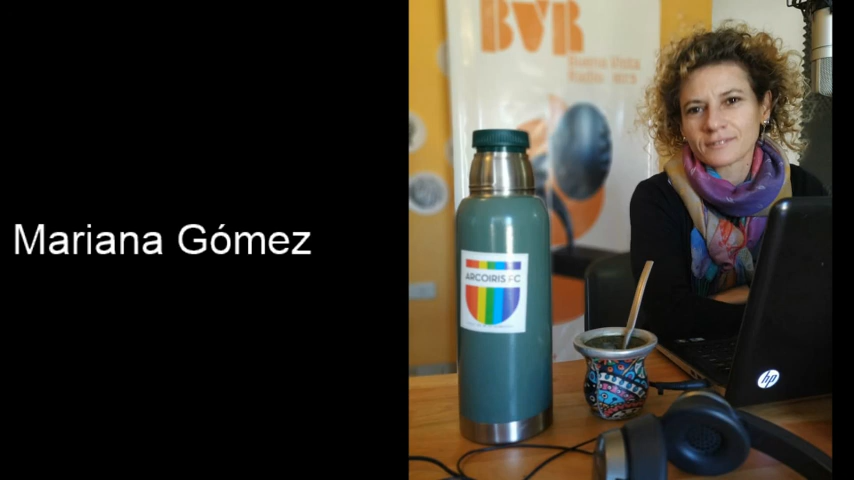 Mariana Gómez
BVR
Buena Vista
Radio
ARCOIRIS FC
hp